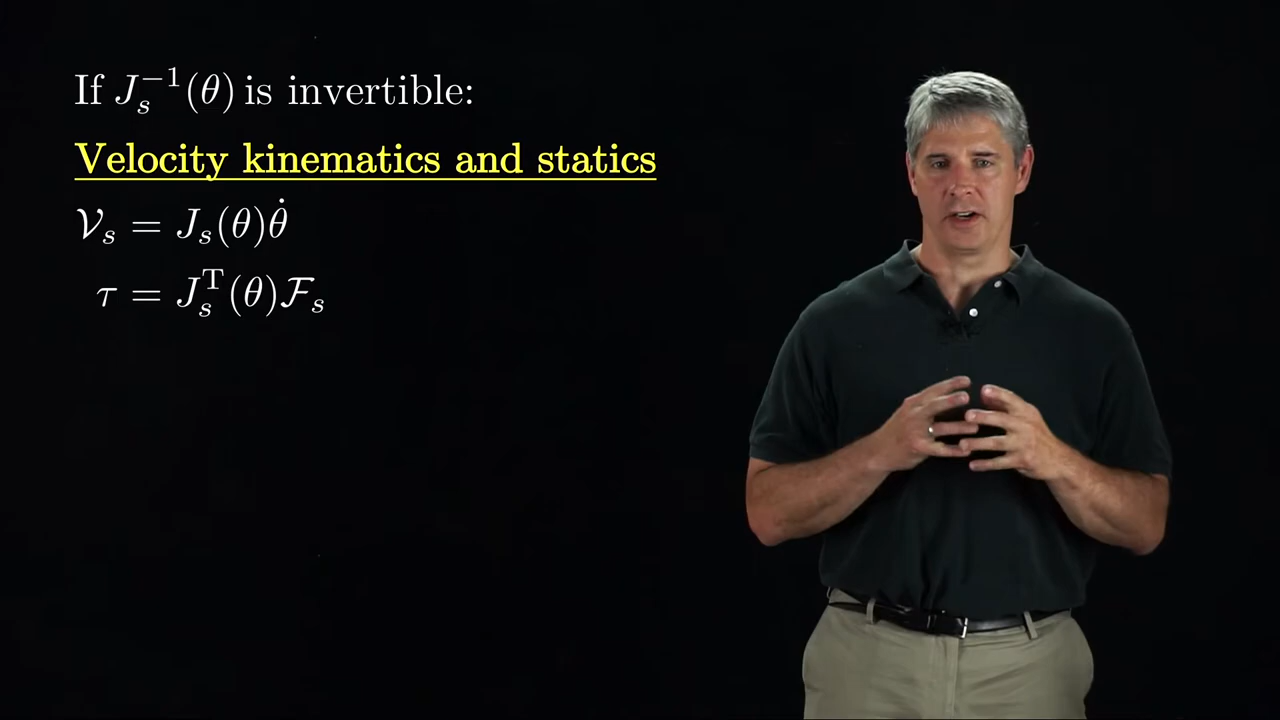 If $J_s^{-1}(\theta)$ is invertible:
Velocity kinematics and statics
$\mathcal{V}_s = J_s(\theta)\dot{\theta}$
$\tau = J_s^{\mathrm{T}}(\theta)\mathcal{F}_s$